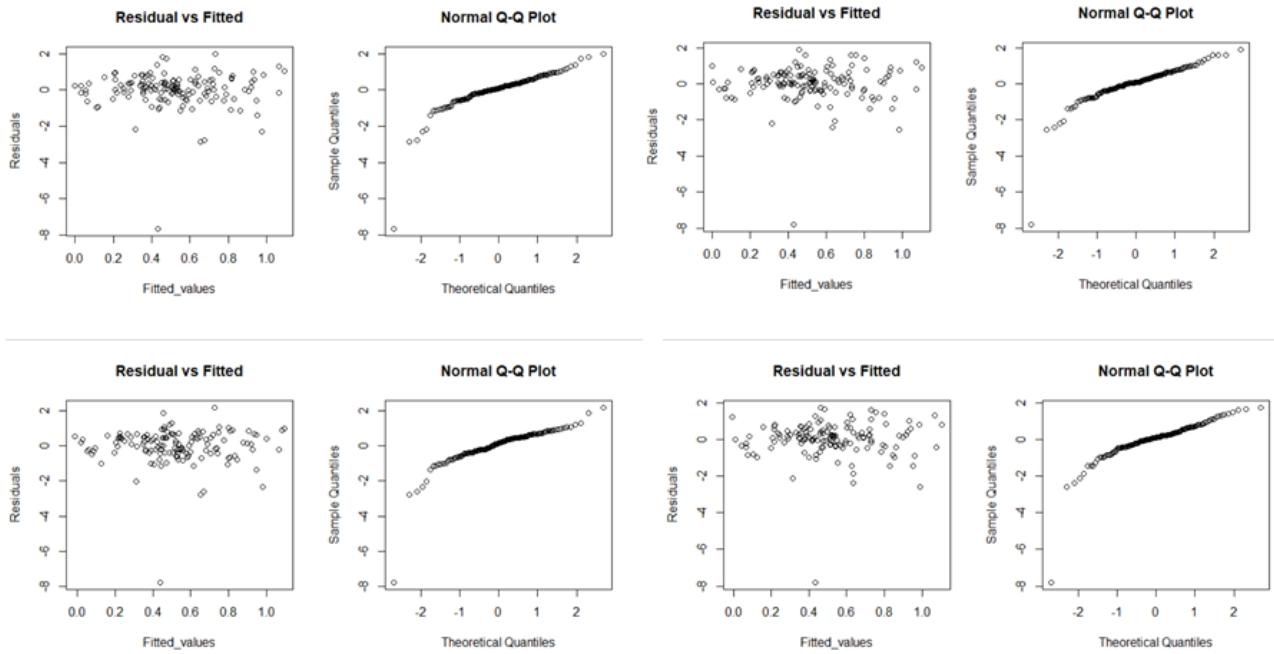 Residual vs Fitted
Residuals
2
0
-2
-4
-6
-8
0.0 0.2 0.4 0.6 0.8 1.0
Fitted_values
Normal Q-Q Plot
Sample Quantiles
2
0
-2
-4
-6
-8
-2 -1 0 1 2
Theoretical Quantiles
Residual vs Fitted
Residuals
2
0
-2
-4
-6
-8
0.0 0.2 0.4 0.6 0.8 1.0
Fitted_values
Normal Q-Q Plot
Sample Quantiles
2
0
-2
-4
-6
-8
-2 -1 0 1 2
Theoretical Quantiles
Residual vs Fitted
Residuals
2
0
-2
-4
-6
-8
0.0 0.2 0.4 0.6 0.8 1.0
Fitted_values
Normal Q-Q Plot
Sample Quantiles
2
0
-2
-4
-6
-8
-2 -1 0 1 2
Theoretical Quantiles
Residual vs Fitted
Residuals
2
0
-2
-4
-6
-8
0.0 0.2 0.4 0.6 0.8 1.0
Fitted_values
Normal Q-Q Plot
Sample Quantiles
2
0
-2
-4
-6
-8
-2 -1 0 1 2
Theoretical Quantiles